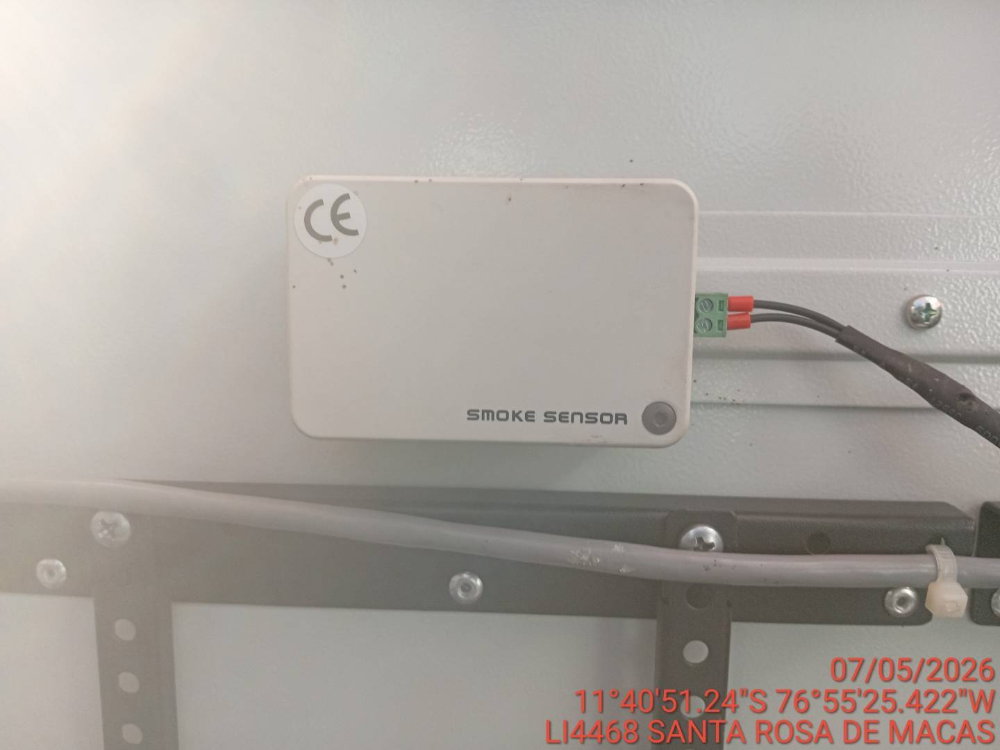 CE
SMOKE SENSOR
07/05/2026
11°40'51.24"S 76°55'25.422"W
LI4468 SANTA ROSA DE MACAS